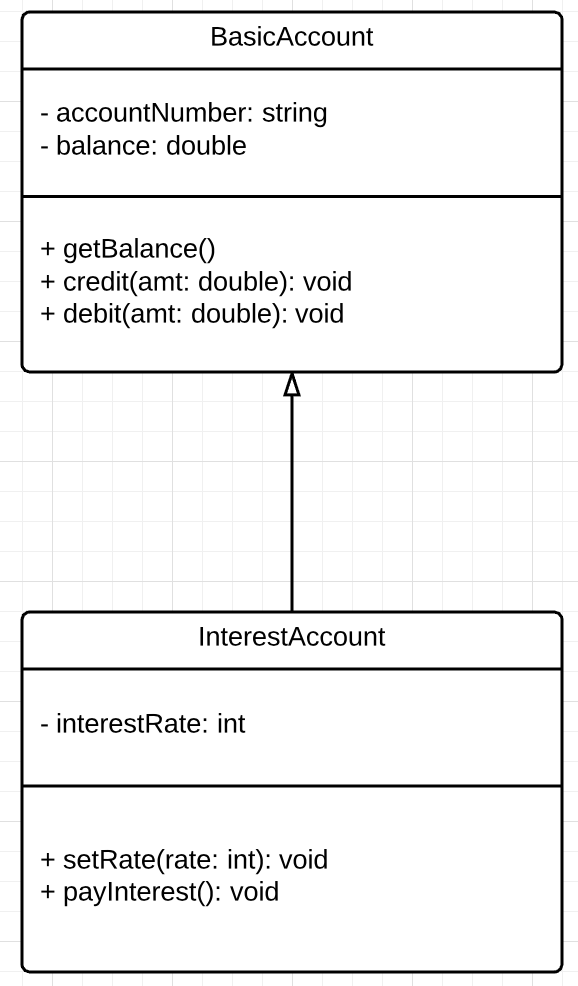 BasicAccount
- accountNumber: string
- balance: double
+ getBalance()
+ credit(amt: double): void
+ debit(amt: double): void
InterestAccount
- interestRate: int
+ setRate(rate: int): void
+ payInterest(): void